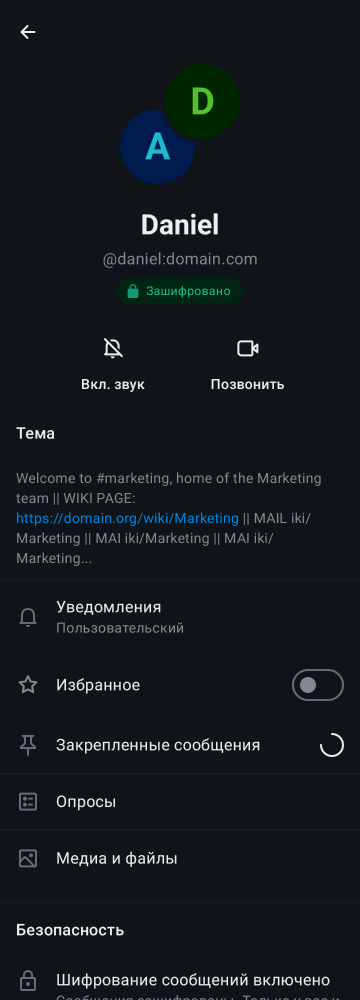 D
A
Daniel
@daniel:domain.com
Зашифровано
Вкл. звук
Позвонить
Тема
Welcome to #marketing, home of the Marketing
team || WIKI PAGE:
https://domain.org/wiki/Marketing || MAIL iki/
Marketing || MAI iki/Marketing || MAI iki/
Marketing...
Уведомления
Пользовательский
Избранное
Закрепленные сообщения
Опросы
Медиа и файлы
Безопасность
Шифрование сообщений включено